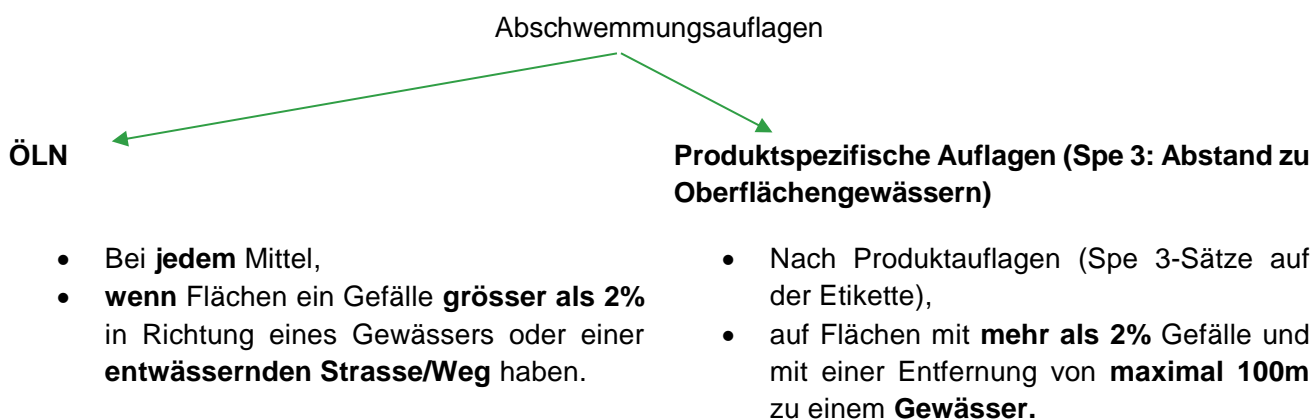 Abschwemmungsauflagen
ÖLN
• Bei jedem Mittel,
• wenn Flächen ein Gefälle grösser als 2%
in Richtung eines Gewässers oder einer
entwässernden Strasse/Weg haben.
Produktspezifische Auflagen (Spe 3: Abstand zu
Oberflächengewässern)
• Nach Produktauflagen (Spe 3-Sätze auf
der Etikette),
• auf Flächen mit mehr als 2% Gefälle und
mit einer Entfernung von maximal 100m
zu einem Gewässer.